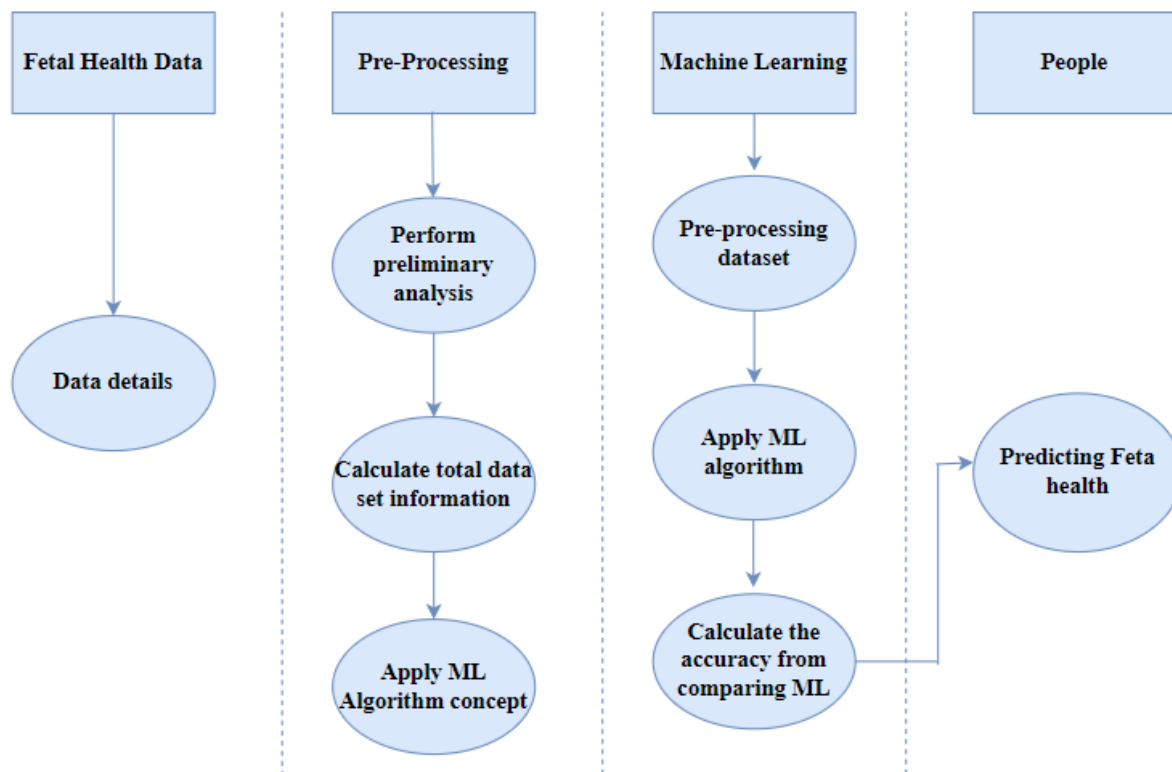 Fetal Health Data
Pre-Processing
Machine Learning
People
Perform
preliminary
analysis
Pre-processing
dataset
Data details
Calculate total data
set information
Apply ML
algorithm
Predicting Feta
health
Apply ML
Algorithm concept
Calculate the
accuracy from
comparing ML